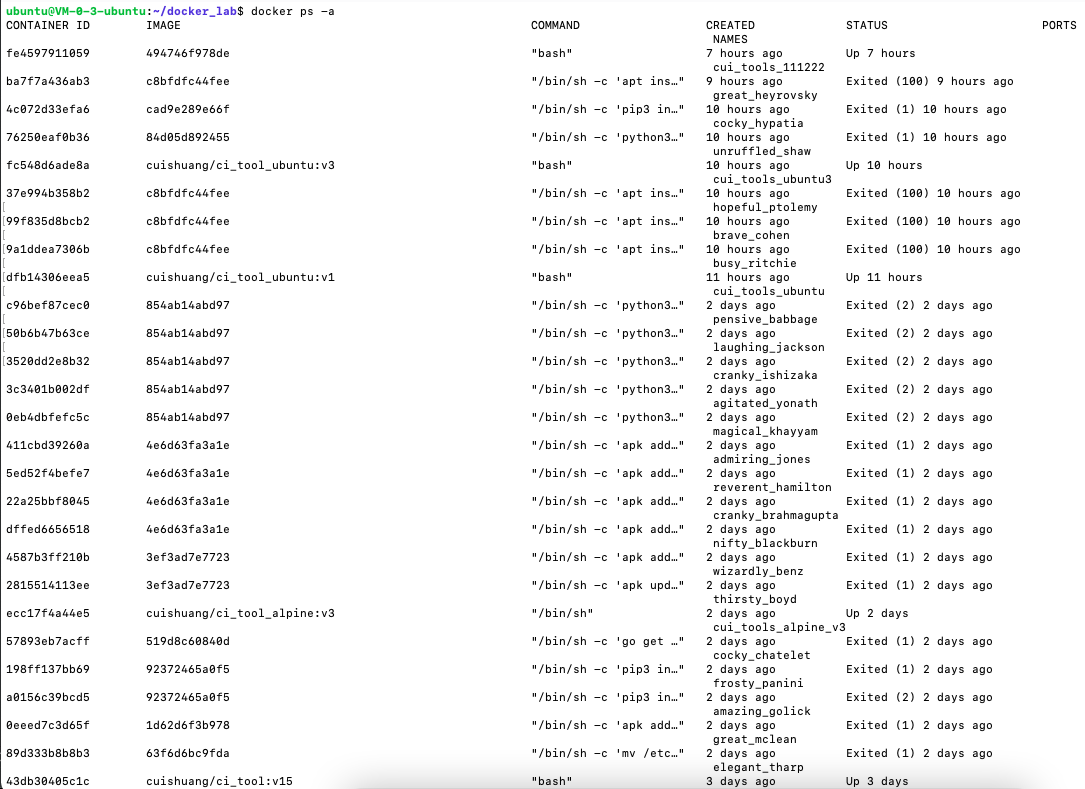 ubuntu@VM-0-3-ubuntu:~/docker_lab$ docker ps -a
CONTAINER ID IMAGE COMMAND CREATED STATUS PORTS
NAMES
fe4597911059 494746f978de "bash" 7 hours ago Up 7 hours
cui_tools_111222
ba7f7a436ab3 c8bfdfc44fee "/bin/sh -c 'apt ins…" 9 hours ago Exited (100) 9 hours ago
great_heyrovsky
4c072d33efa6 cad9e289e66f "/bin/sh -c 'pip3 in…" 10 hours ago Exited (1) 10 hours ago
cocky_hypatia
76250eaf0b36 84d05d892455 "/bin/sh -c 'python3…" 10 hours ago Exited (1) 10 hours ago
unruffled_shaw
fc548d6ade8a cuishuang/ci_tool_ubuntu:v3 "bash" 10 hours ago Up 10 hours
cui_tools_ubuntu3
37e994b358b2 c8bfdfc44fee "/bin/sh -c 'apt ins…" 10 hours ago Exited (100) 10 hours ago
[ hopeful_ptolemy
[99f835d8bcb2 c8bfdfc44fee "/bin/sh -c 'apt ins…" 10 hours ago Exited (100) 10 hours ago
[ brave_cohen
[9a1ddea7306b c8bfdfc44fee "/bin/sh -c 'apt ins…" 10 hours ago Exited (100) 10 hours ago
[ busy_ritchie
[dfb14306eea5 cuishuang/ci_tool_ubuntu:v1 "bash" 11 hours ago Up 11 hours
[ cui_tools_ubuntu
[c96bef87cec0 854ab14abd97 "/bin/sh -c 'python3…" 2 days ago Exited (2) 2 days ago
[ pensive_babbage
[50b6b47b63ce 854ab14abd97 "/bin/sh -c 'python3…" 2 days ago Exited (2) 2 days ago
[ laughing_jackson
[3520dd2e8b32 854ab14abd97 "/bin/sh -c 'python3…" 2 days ago Exited (2) 2 days ago
cranky_ishizaka
3c3401b002df 854ab14abd97 "/bin/sh -c 'python3…" 2 days ago Exited (2) 2 days ago
agitated_yonath
0eb4dbfefc5c 854ab14abd97 "/bin/sh -c 'python3…" 2 days ago Exited (2) 2 days ago
magical_khayyam
411cbd39260a 4e6d63fa3a1e "/bin/sh -c 'apk add…" 2 days ago Exited (1) 2 days ago
admiring_jones
5ed52f4befe7 4e6d63fa3a1e "/bin/sh -c 'apk add…" 2 days ago Exited (1) 2 days ago
reverent_hamilton
22a25bbf8045 4e6d63fa3a1e "/bin/sh -c 'apk add…" 2 days ago Exited (1) 2 days ago
cranky_brahmagupta
dffed6656518 4e6d63fa3a1e "/bin/sh -c 'apk add…" 2 days ago Exited (1) 2 days ago
nifty_blackburn
4587b3ff210b 3ef3ad7e7723 "/bin/sh -c 'apk add…" 2 days ago Exited (1) 2 days ago
wizardly_benz
2815514113ee 3ef3ad7e7723 "/bin/sh -c 'apk upd…" 2 days ago Exited (1) 2 days ago
thirsty_boyd
ecc17f4a44e5 cuishuang/ci_tool_alpine:v3 "/bin/sh" 2 days ago Up 2 days
cui_tools_alpine_v3
57893eb7acff 519d8c60840d "/bin/sh -c 'go get …" 2 days ago Exited (1) 2 days ago
cocky_chatelet
198ff137bb69 92372465a0f5 "/bin/sh -c 'pip3 in…" 2 days ago Exited (1) 2 days ago
frosty_panini
a0156c39bcd5 92372465a0f5 "/bin/sh -c 'pip3 in…" 2 days ago Exited (2) 2 days ago
amazing_golick
0eeed7c3d65f 1d62d6f3b978 "/bin/sh -c 'apk add…" 2 days ago Exited (1) 2 days ago
great_mclean
89d333b8b8b3 63f6d6bc9fda "/bin/sh -c 'mv /etc…" 2 days ago Exited (1) 2 days ago
elegant_tharp
43db30405c1c cuishuang/ci_tool:v15 "bash" 3 days ago Up 3 days